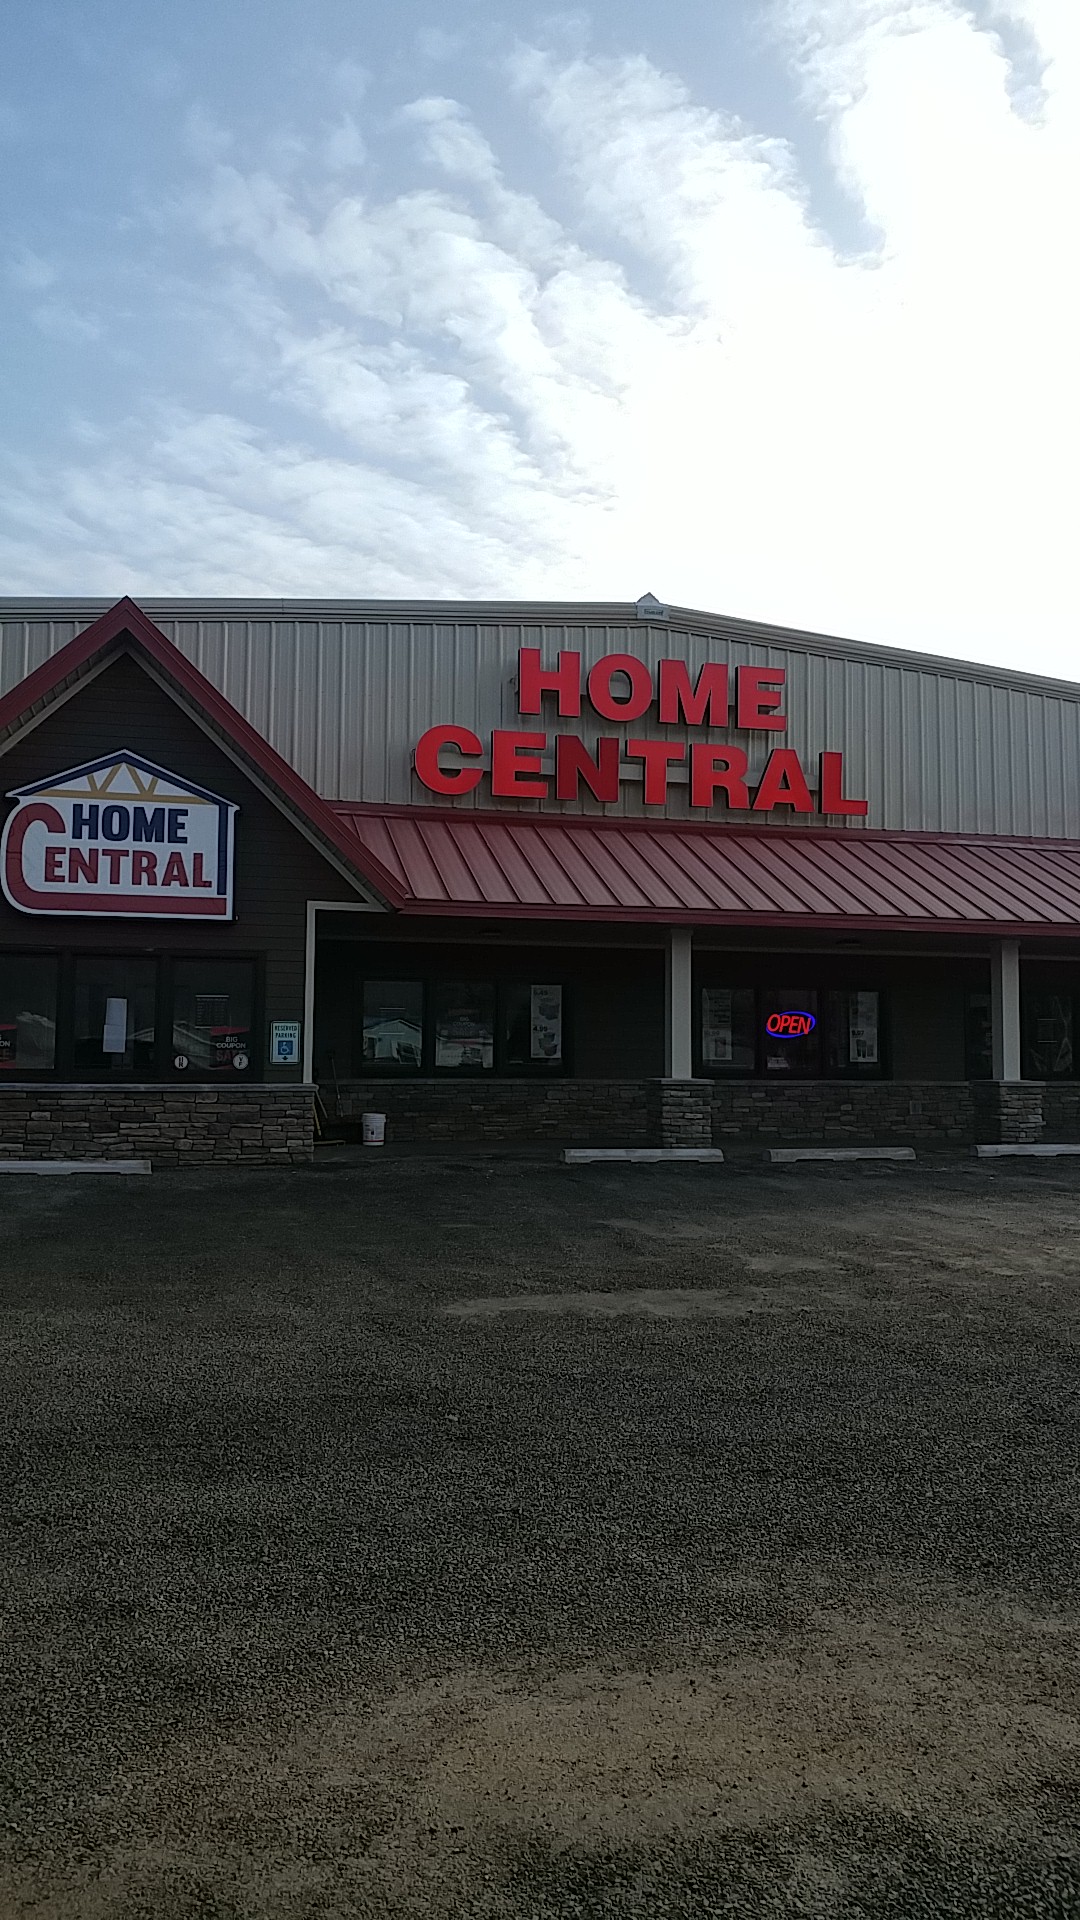 HOME
CENTRAL
HOME
CENTRAL
OPEN
RESERVED
PARKING
BIG
COUPON